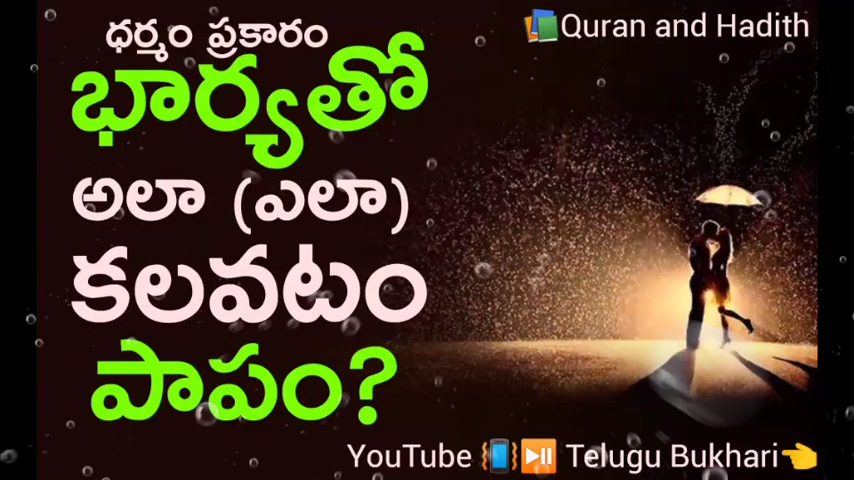 ధర్మం ప్రకారం
📚Quran and Hadith
భార్యతో
అలా (ఎలా)
కలవటం
పాపం?
YouTube 📳⏯️ Telugu Bukhari👈